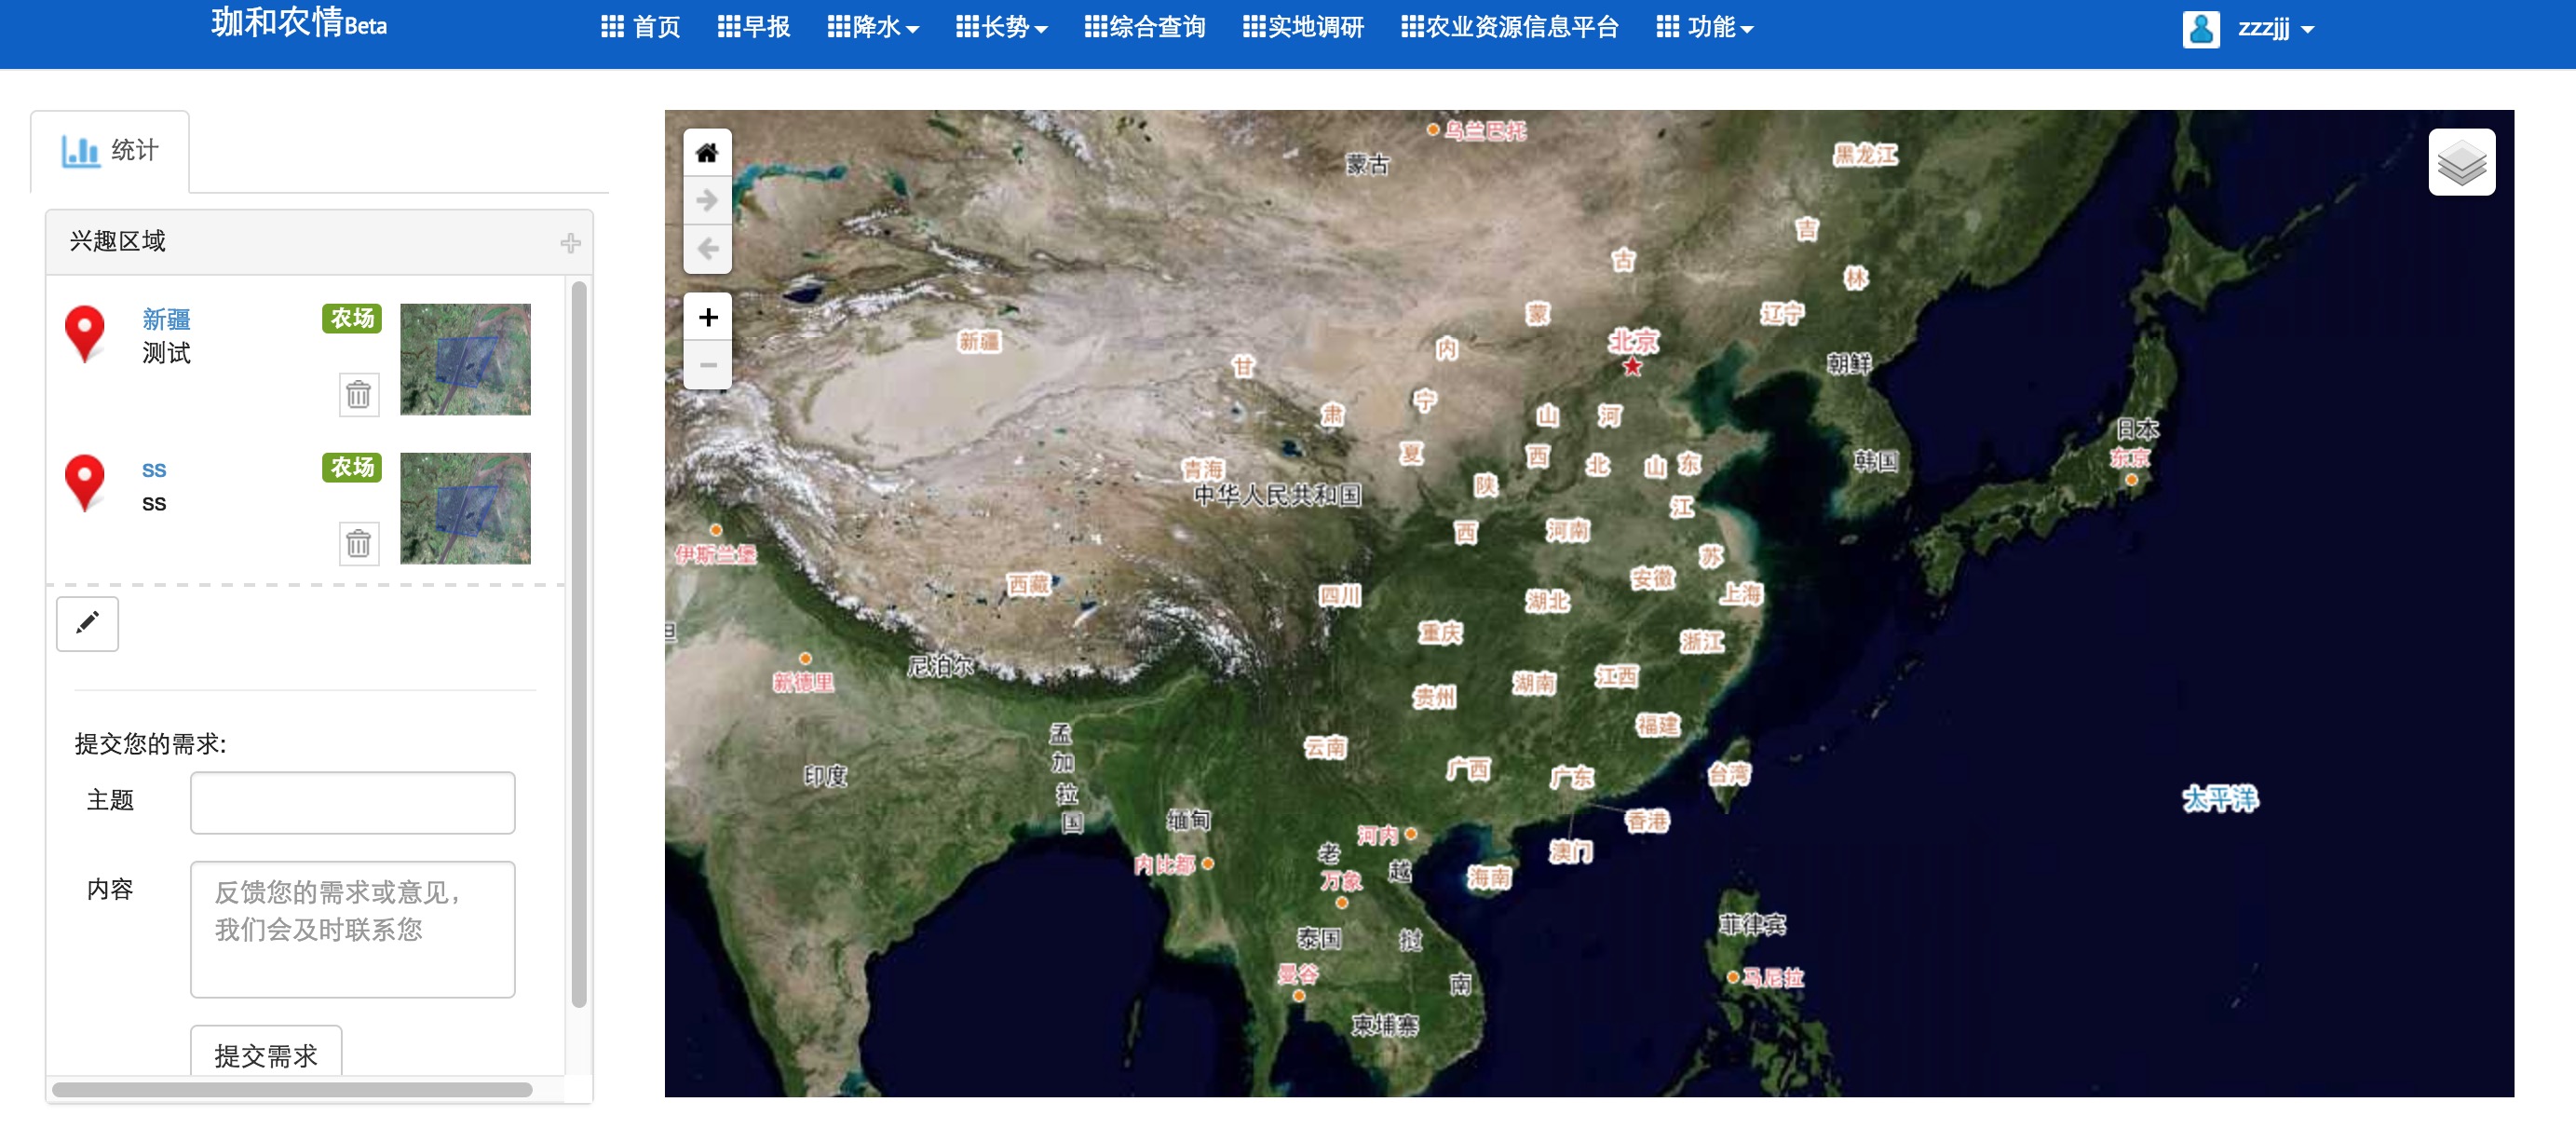 珈和农情Beta
首页
早报
降水
长势
综合查询
实地调研
农业资源信息平台
功能
zzzjjj
统计
兴趣区域
新疆
农场
测试
ss
农场
ss
提交您的需求:
主题
内容
反馈您的需求或意见，
我们会及时联系您
提交需求
乌兰巴托
蒙古
黑龙江
吉
林
古
蒙
内
辽宁
新疆
北京
甘
肃
朝鲜
宁
夏
山
西
河
北
山
东
日本
东京
韩国
青海
中华人民共和国
陕
西
河南
江
苏
伊斯兰堡
西藏
四川
湖北
安徽
上海
重庆
浙江
尼泊尔
新德里
贵州
湖南
江西
福建
孟
加
拉
国
云南
印度
广西
广东
台湾
太平洋
缅甸
香港
河内
澳门
老
越
内比都
万象
海南
泰国
挝
菲律宾
曼谷
南
马尼拉
柬埔寨